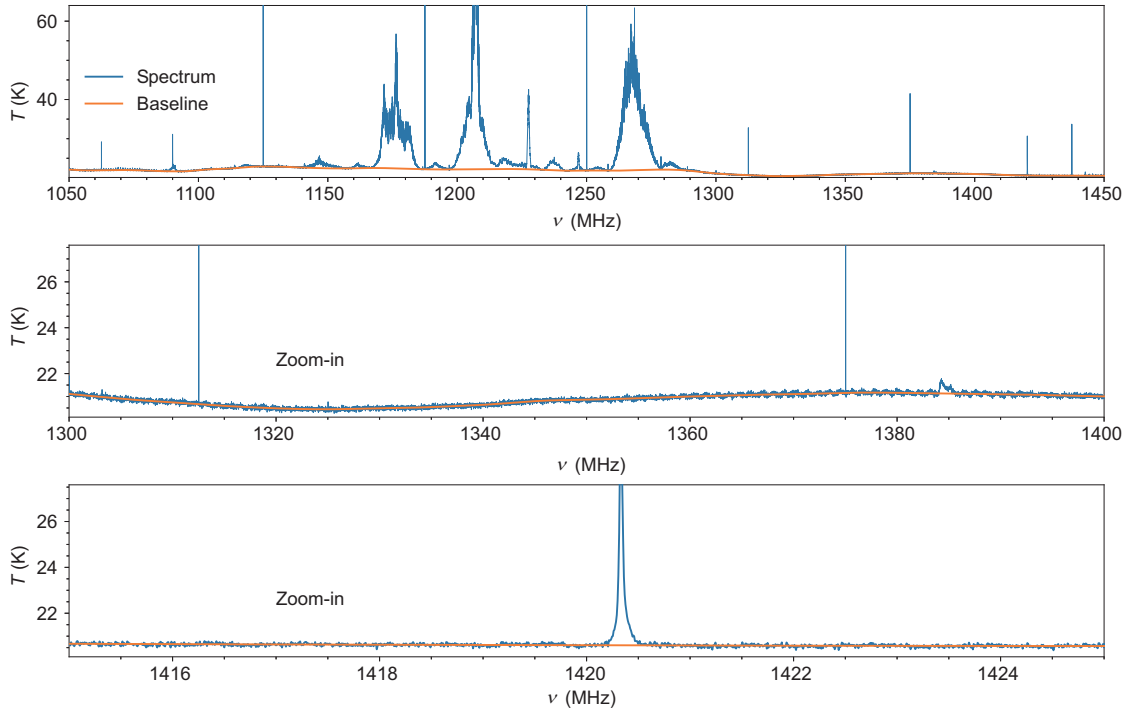 60
40
T (K)
Spectrum
Baseline
1050 1100 1150 1200 1250 1300 1350 1400 1450
ν (MHz)
26
24
22
T (K)
Zoom-in
1300 1320 1340 1360 1380 1400
ν (MHz)
26
24
22
T (K)
Zoom-in
1416 1418 1420 1422 1424
ν (MHz)